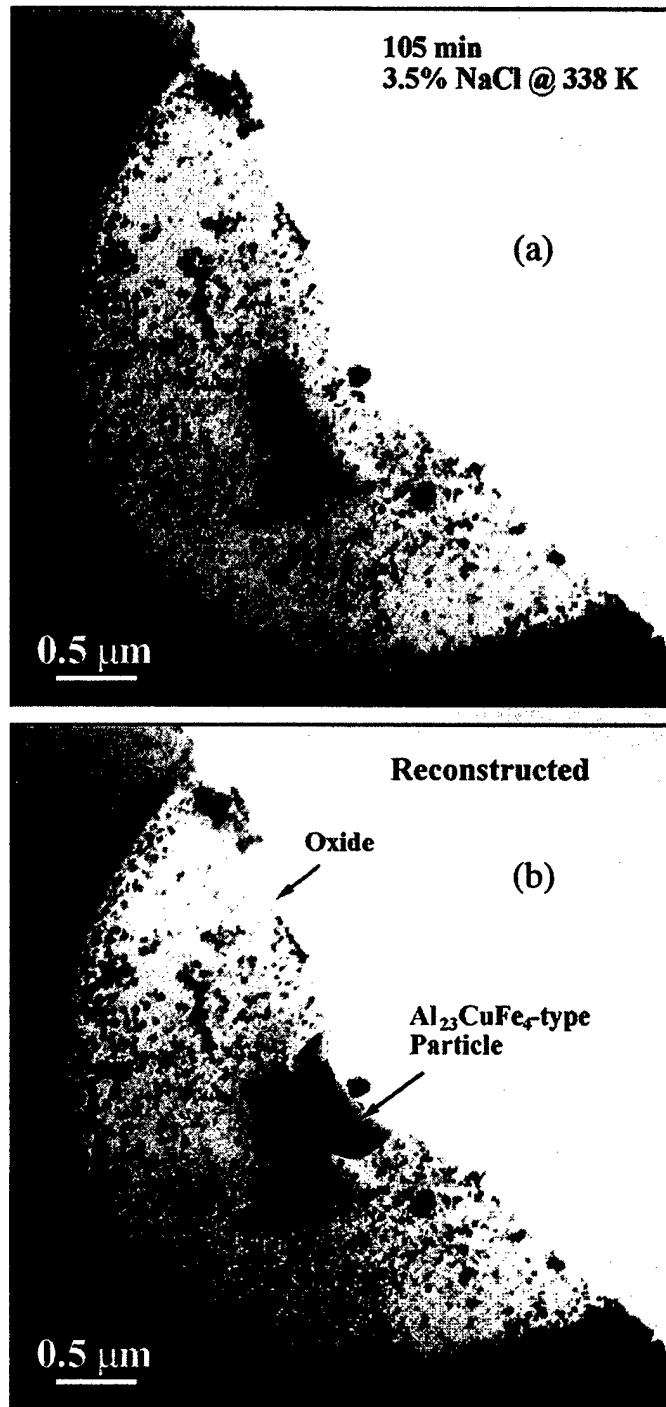 105 min
3.5% NaCl @ 338 K
(a)
0.5 μm
Reconstructed
Oxide
(b)
Al₂₃CuFe₄-type
Particle
0.5 μm